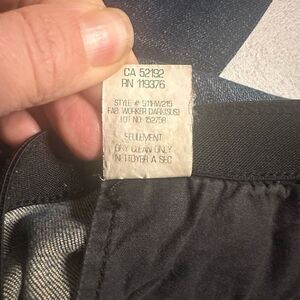 CA 52192
RN 119376
STYLE # 911HW215
FAB: WORKER DARK(SUS)
LOT NO: 152758
SEULEMENT
DRY CLEAN ONLY
NETTOYER A SEC